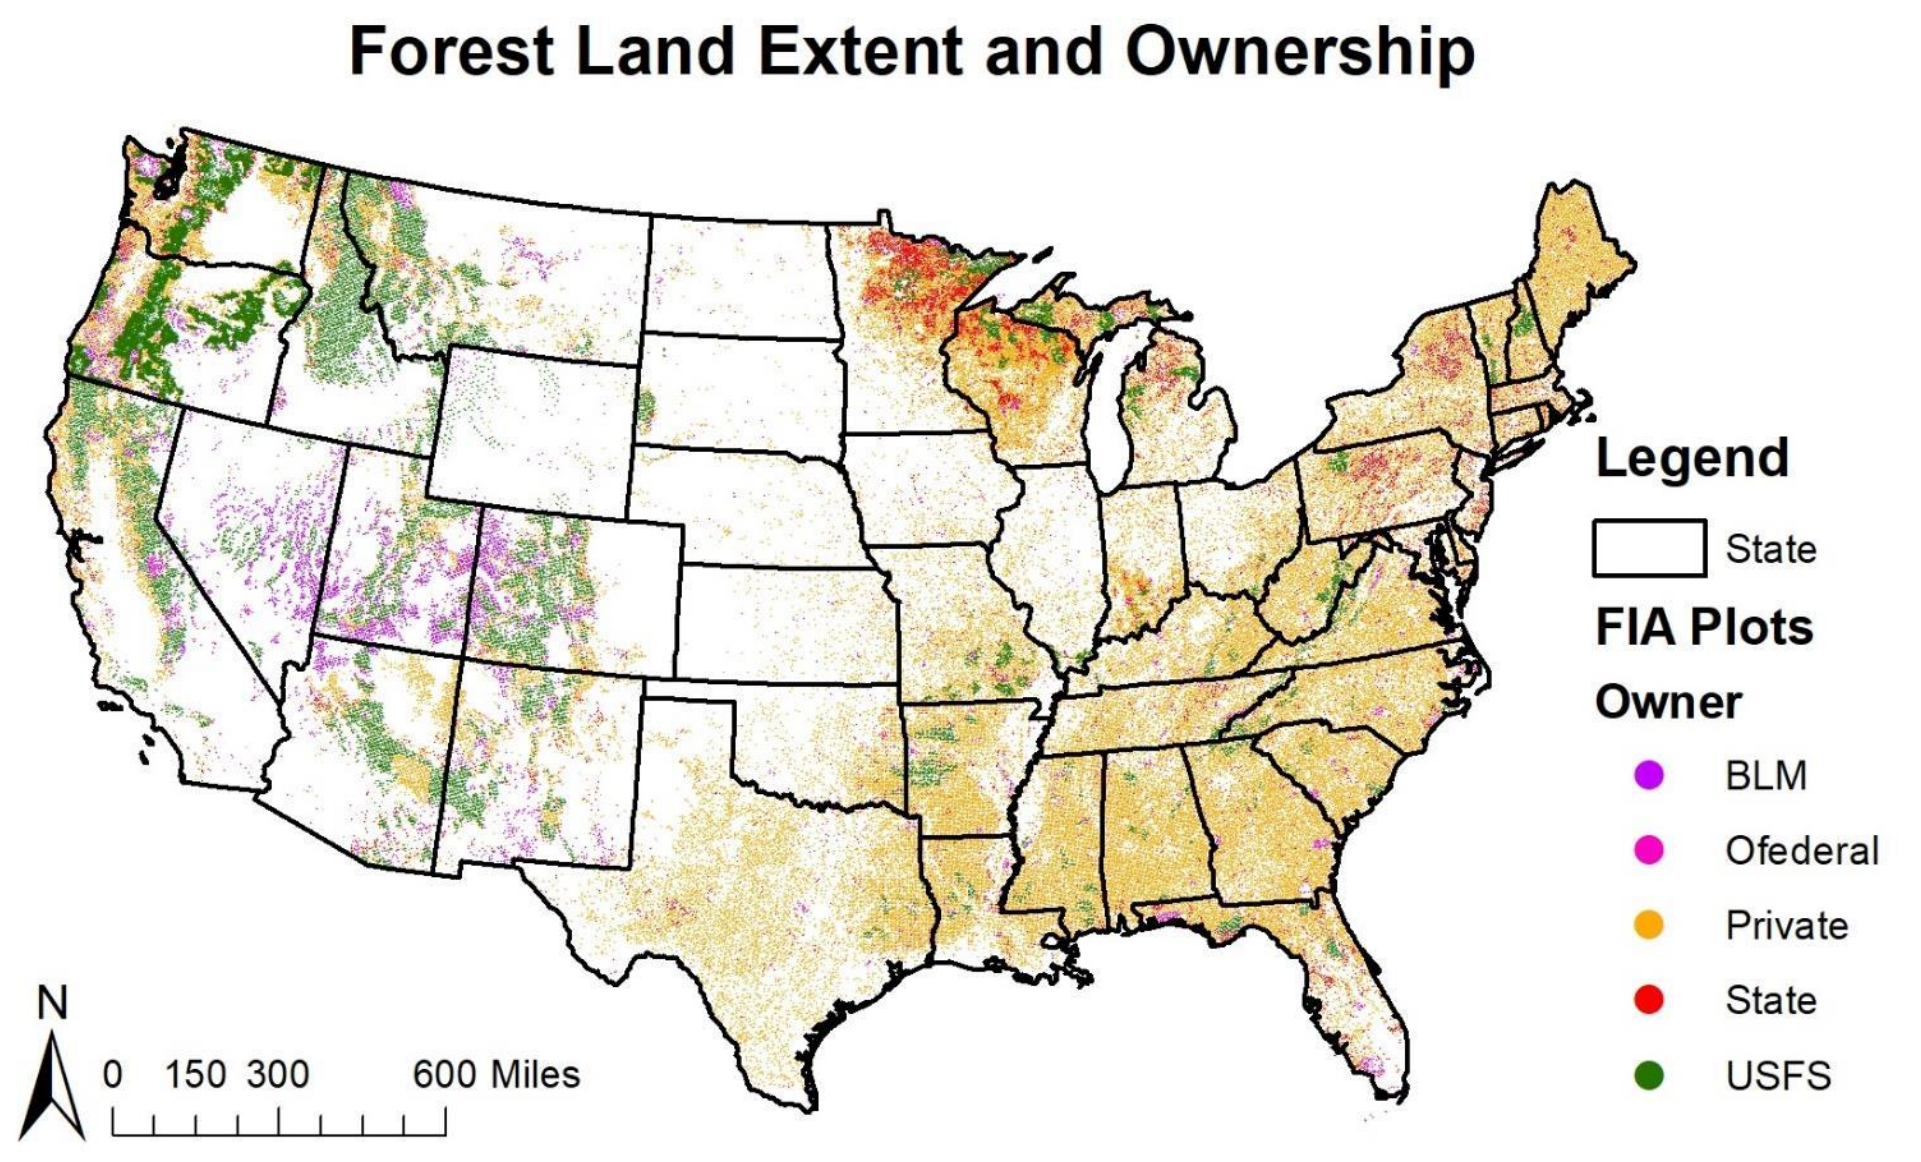 Forest Land Extent and Ownership
Legend
State
FIA Plots
Owner
BLM
Ofederal
Private
State
USFS
N
0 150 300 600 Miles